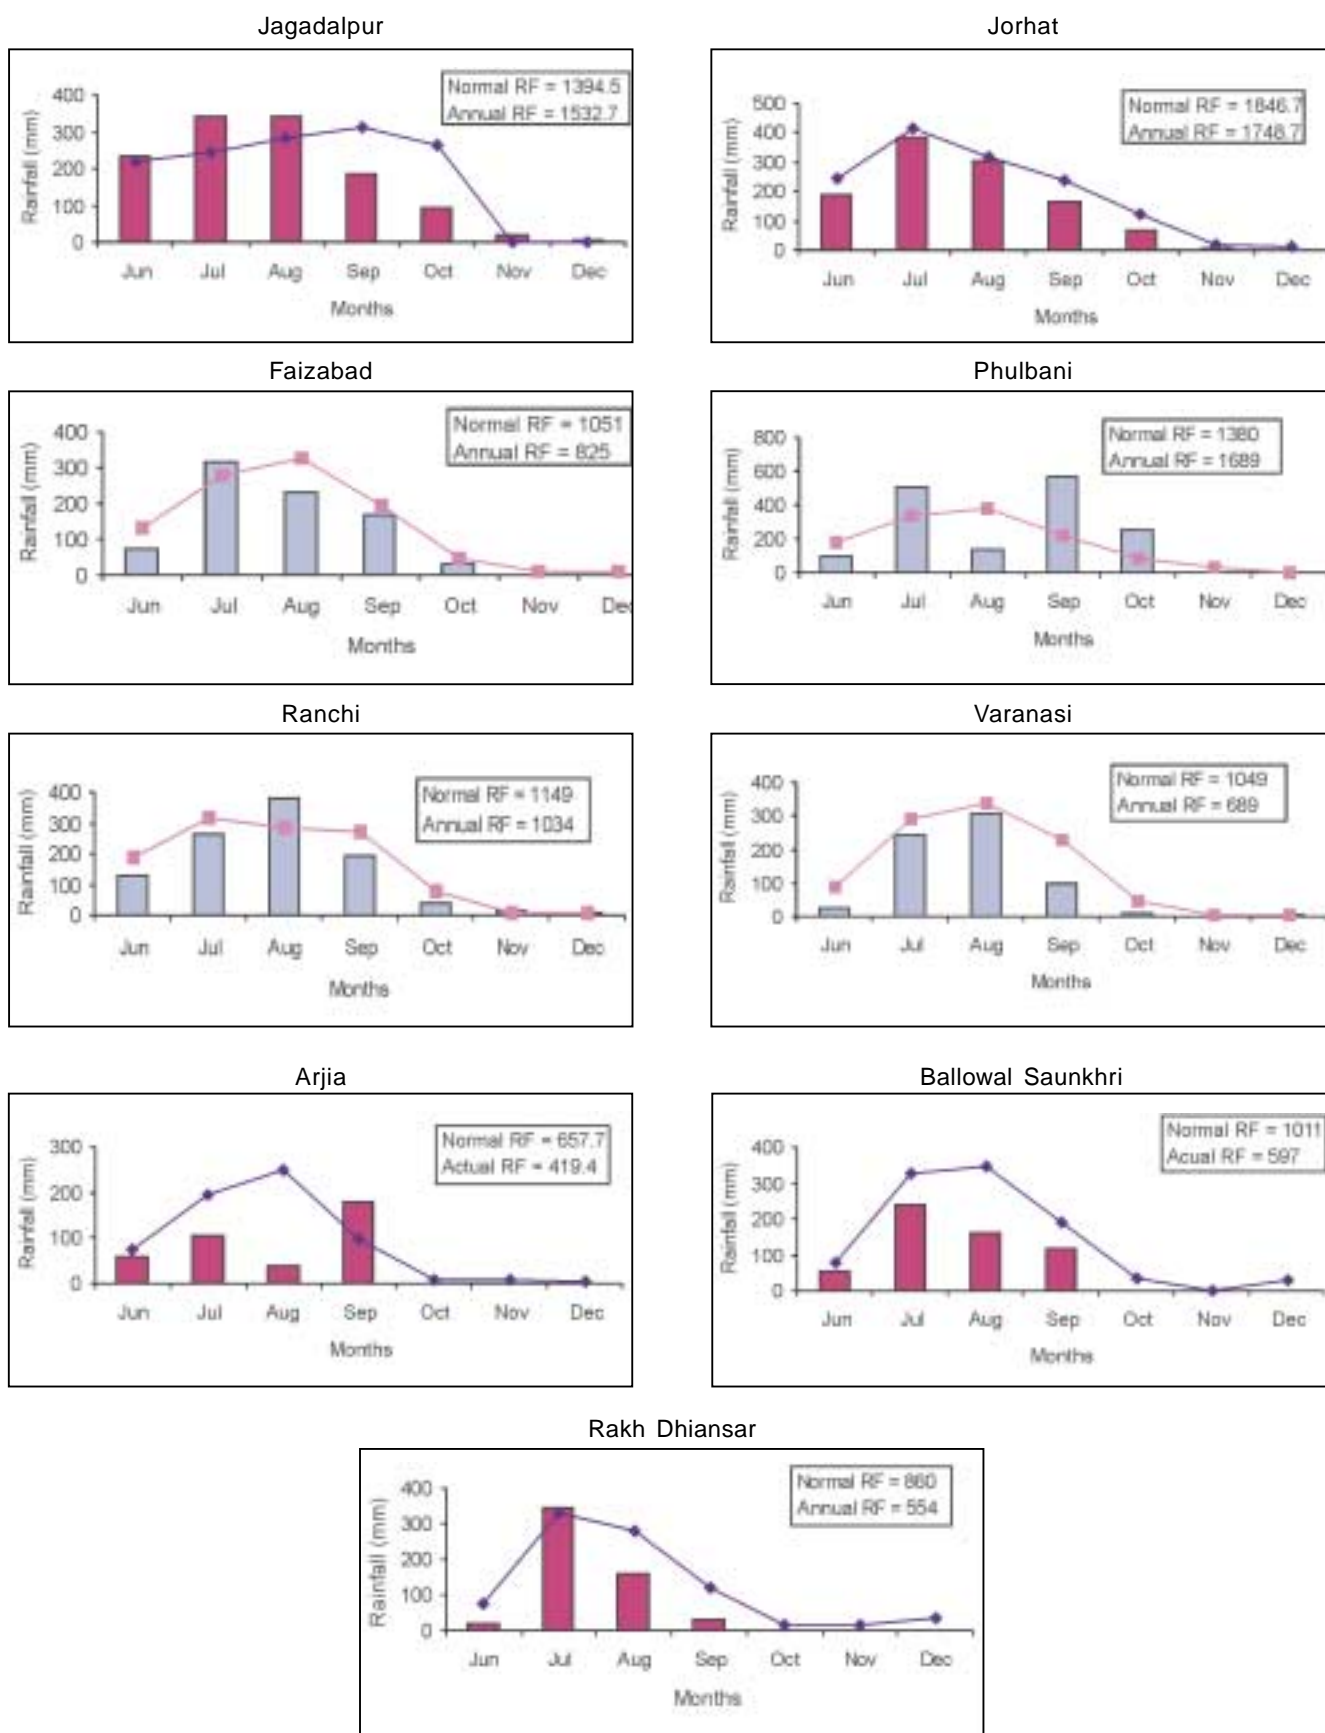 Jagadalpur
Normal RF = 1394.5
Annual RF = 1532.7
Rainfall (mm)
400
300
200
100
0
Jun Jul Aug Sep Oct Nov Dec
Months
Jorhat
Normal RF = 1846.7
Annual RF = 1748.7
Rainfall (mm)
500
400
300
200
100
0
Jun Jul Aug Sep Oct Nov Dec
Months
Faizabad
Normal RF = 1051
Annual RF = 825
Rainfall (mm)
400
300
200
100
0
Jun Jul Aug Sep Oct Nov Dec
Months
Phulbani
Normal RF = 1380
Annual RF = 1689
Rainfall (mm)
800
600
400
200
0
Jun Jul Aug Sep Oct Nov Dec
Months
Ranchi
Normal RF = 1149
Annual RF = 1034
Rainfall (mm)
400
300
200
100
0
Jun Jul Aug Sep Oct Nov Dec
Months
Varanasi
Normal RF = 1049
Annual RF = 689
Rainfall (mm)
400
300
200
100
0
Jun Jul Aug Sep Oct Nov Dec
Months
Arjia
Normal RF = 657.7
Actual RF = 419.4
Rainfall (mm)
300
200
100
0
Jun Jul Aug Sep Oct Nov Dec
Months
Ballowal Saunkhri
Normal RF = 1011
Acual RF = 597
Rainfall (mm)
400
300
200
100
0
Jun Jul Aug Sep Oct Nov Dec
Months
Rakh Dhiansar
Normal RF = 860
Annual RF = 554
Rainfall (mm)
400
300
200
100
0
Jun Jul Aug Sep Oct Nov Dec
Months